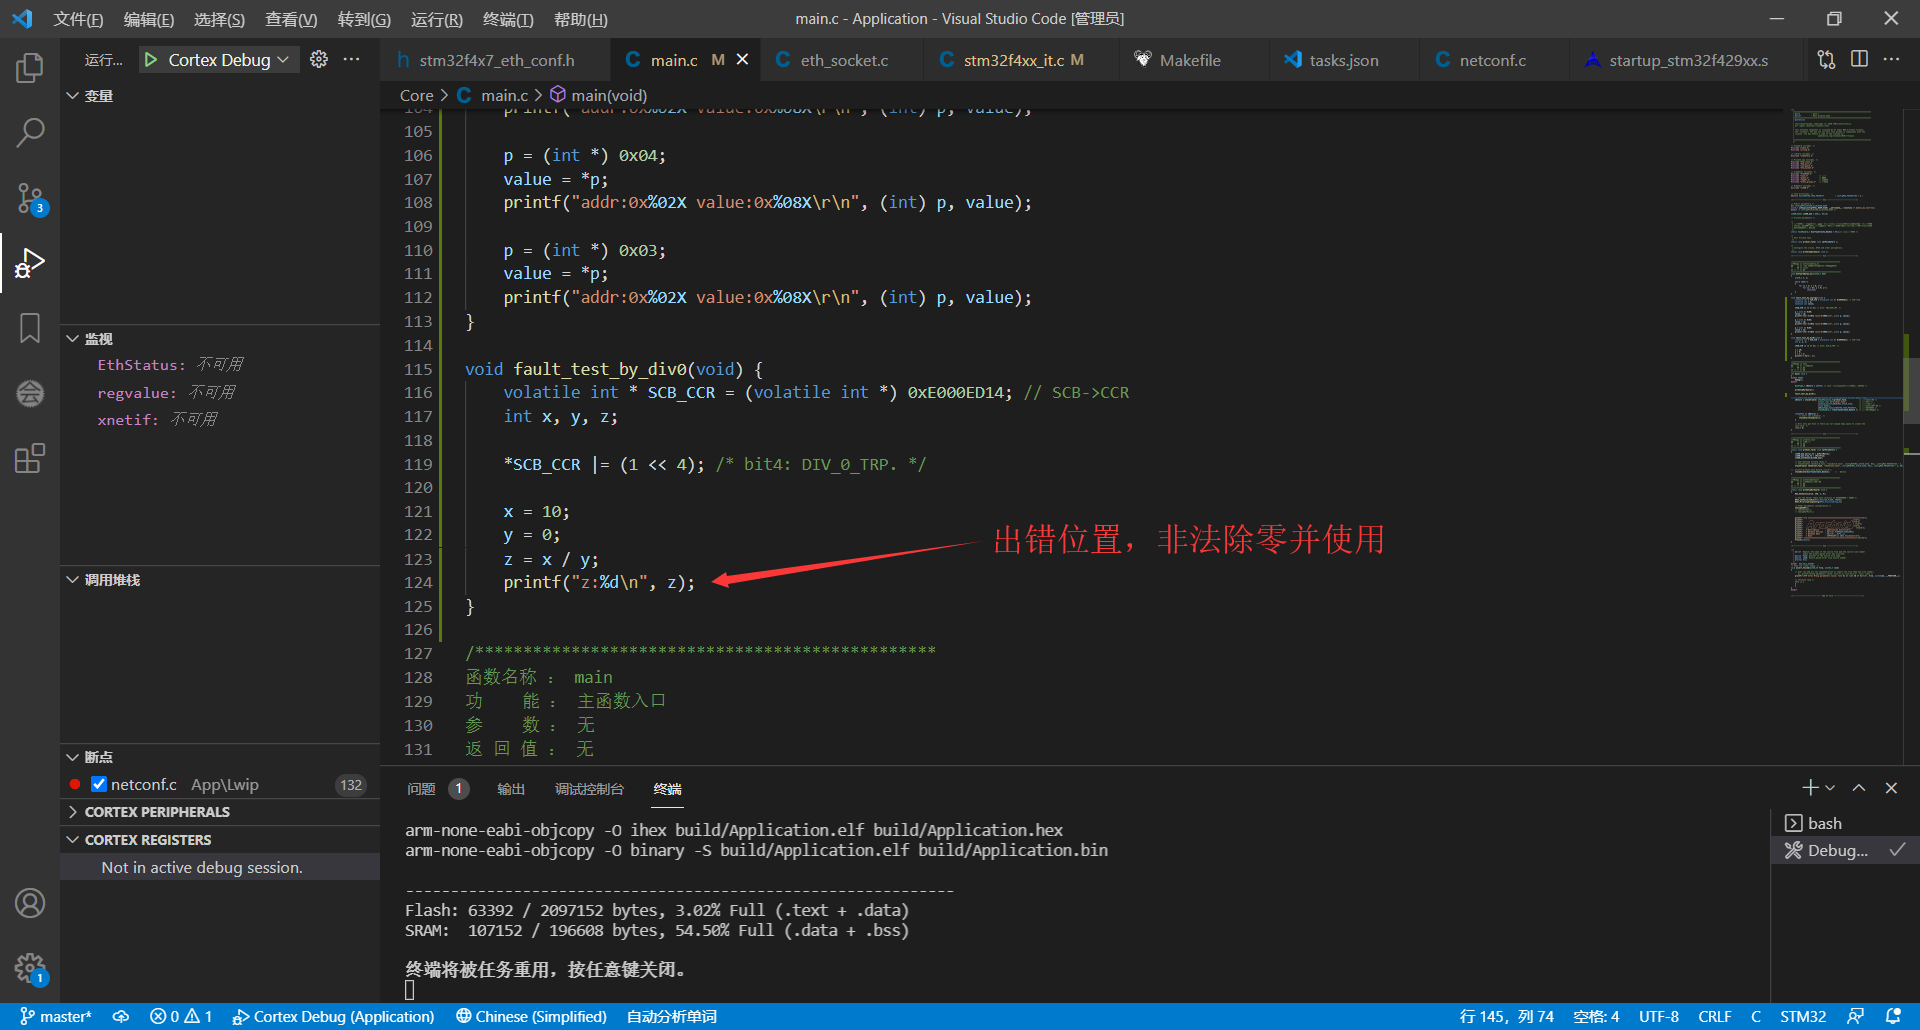 文件(F) 编辑(E) 选择(S) 查看(V) 转到(G) 运行(R) 终端(T) 帮助(H)
main.c - Application - Visual Studio Code [管理员]
运行... Cortex Debug
stm32f4x7_eth_conf.h main.c M eth_socket.c stm32f4xx_it.c M Makefile tasks.json netconf.c startup_stm32f429xx.s
Core > C main.c > main(void)
变量
监视
EthStatus: 不可用
regvalue: 不可用
xnetif: 不可用
调用堆栈
断点
netconf.c App\Lwip 132
CORTEX PERIPHERALS
CORTEX REGISTERS
Not in active debug session.
3
1
104 printf("addr:0x%02X value:0x%08X\r\n", (int) p, value);
105
106 p = (int *) 0x04;
107 value = *p;
108 printf("addr:0x%02X value:0x%08X\r\n", (int) p, value);
109
110 p = (int *) 0x03;
111 value = *p;
112 printf("addr:0x%02X value:0x%08X\r\n", (int) p, value);
113 }
114
115 void fault_test_by_div0(void) {
116 volatile int * SCB_CCR = (volatile int *) 0xE000ED14; // SCB->CCR
117 int x, y, z;
118
119 *SCB_CCR |= (1 << 4); /* bit4: DIV_0_TRP. */
120
121 x = 10;
122 y = 0;
123 z = x / y;
124 printf("z:%d\n", z);
125 }
126
127 /************************************************
128 函数名称 ： main
129 功 能 ： 主函数入口
130 参 数 ： 无
131 返 回 值 ： 无
出错位置，非法除零并使用
问题 1 输出 调试控制台 终端
arm-none-eabi-objcopy -O ihex build/Application.elf build/Application.hex
arm-none-eabi-objcopy -O binary -S build/Application.elf build/Application.bin
-------------------------------------------------------------
Flash: 63392 / 2097152 bytes, 3.02% Full (.text + .data)
SRAM: 107152 / 196608 bytes, 54.50% Full (.data + .bss)
终端将被任务重用，按任意键关闭。
bash
Debug...
master* 0 1 Cortex Debug (Application) Chinese (Simplified) 自动分析单词
行 145，列 74 空格: 4 UTF-8 CRLF C STM32